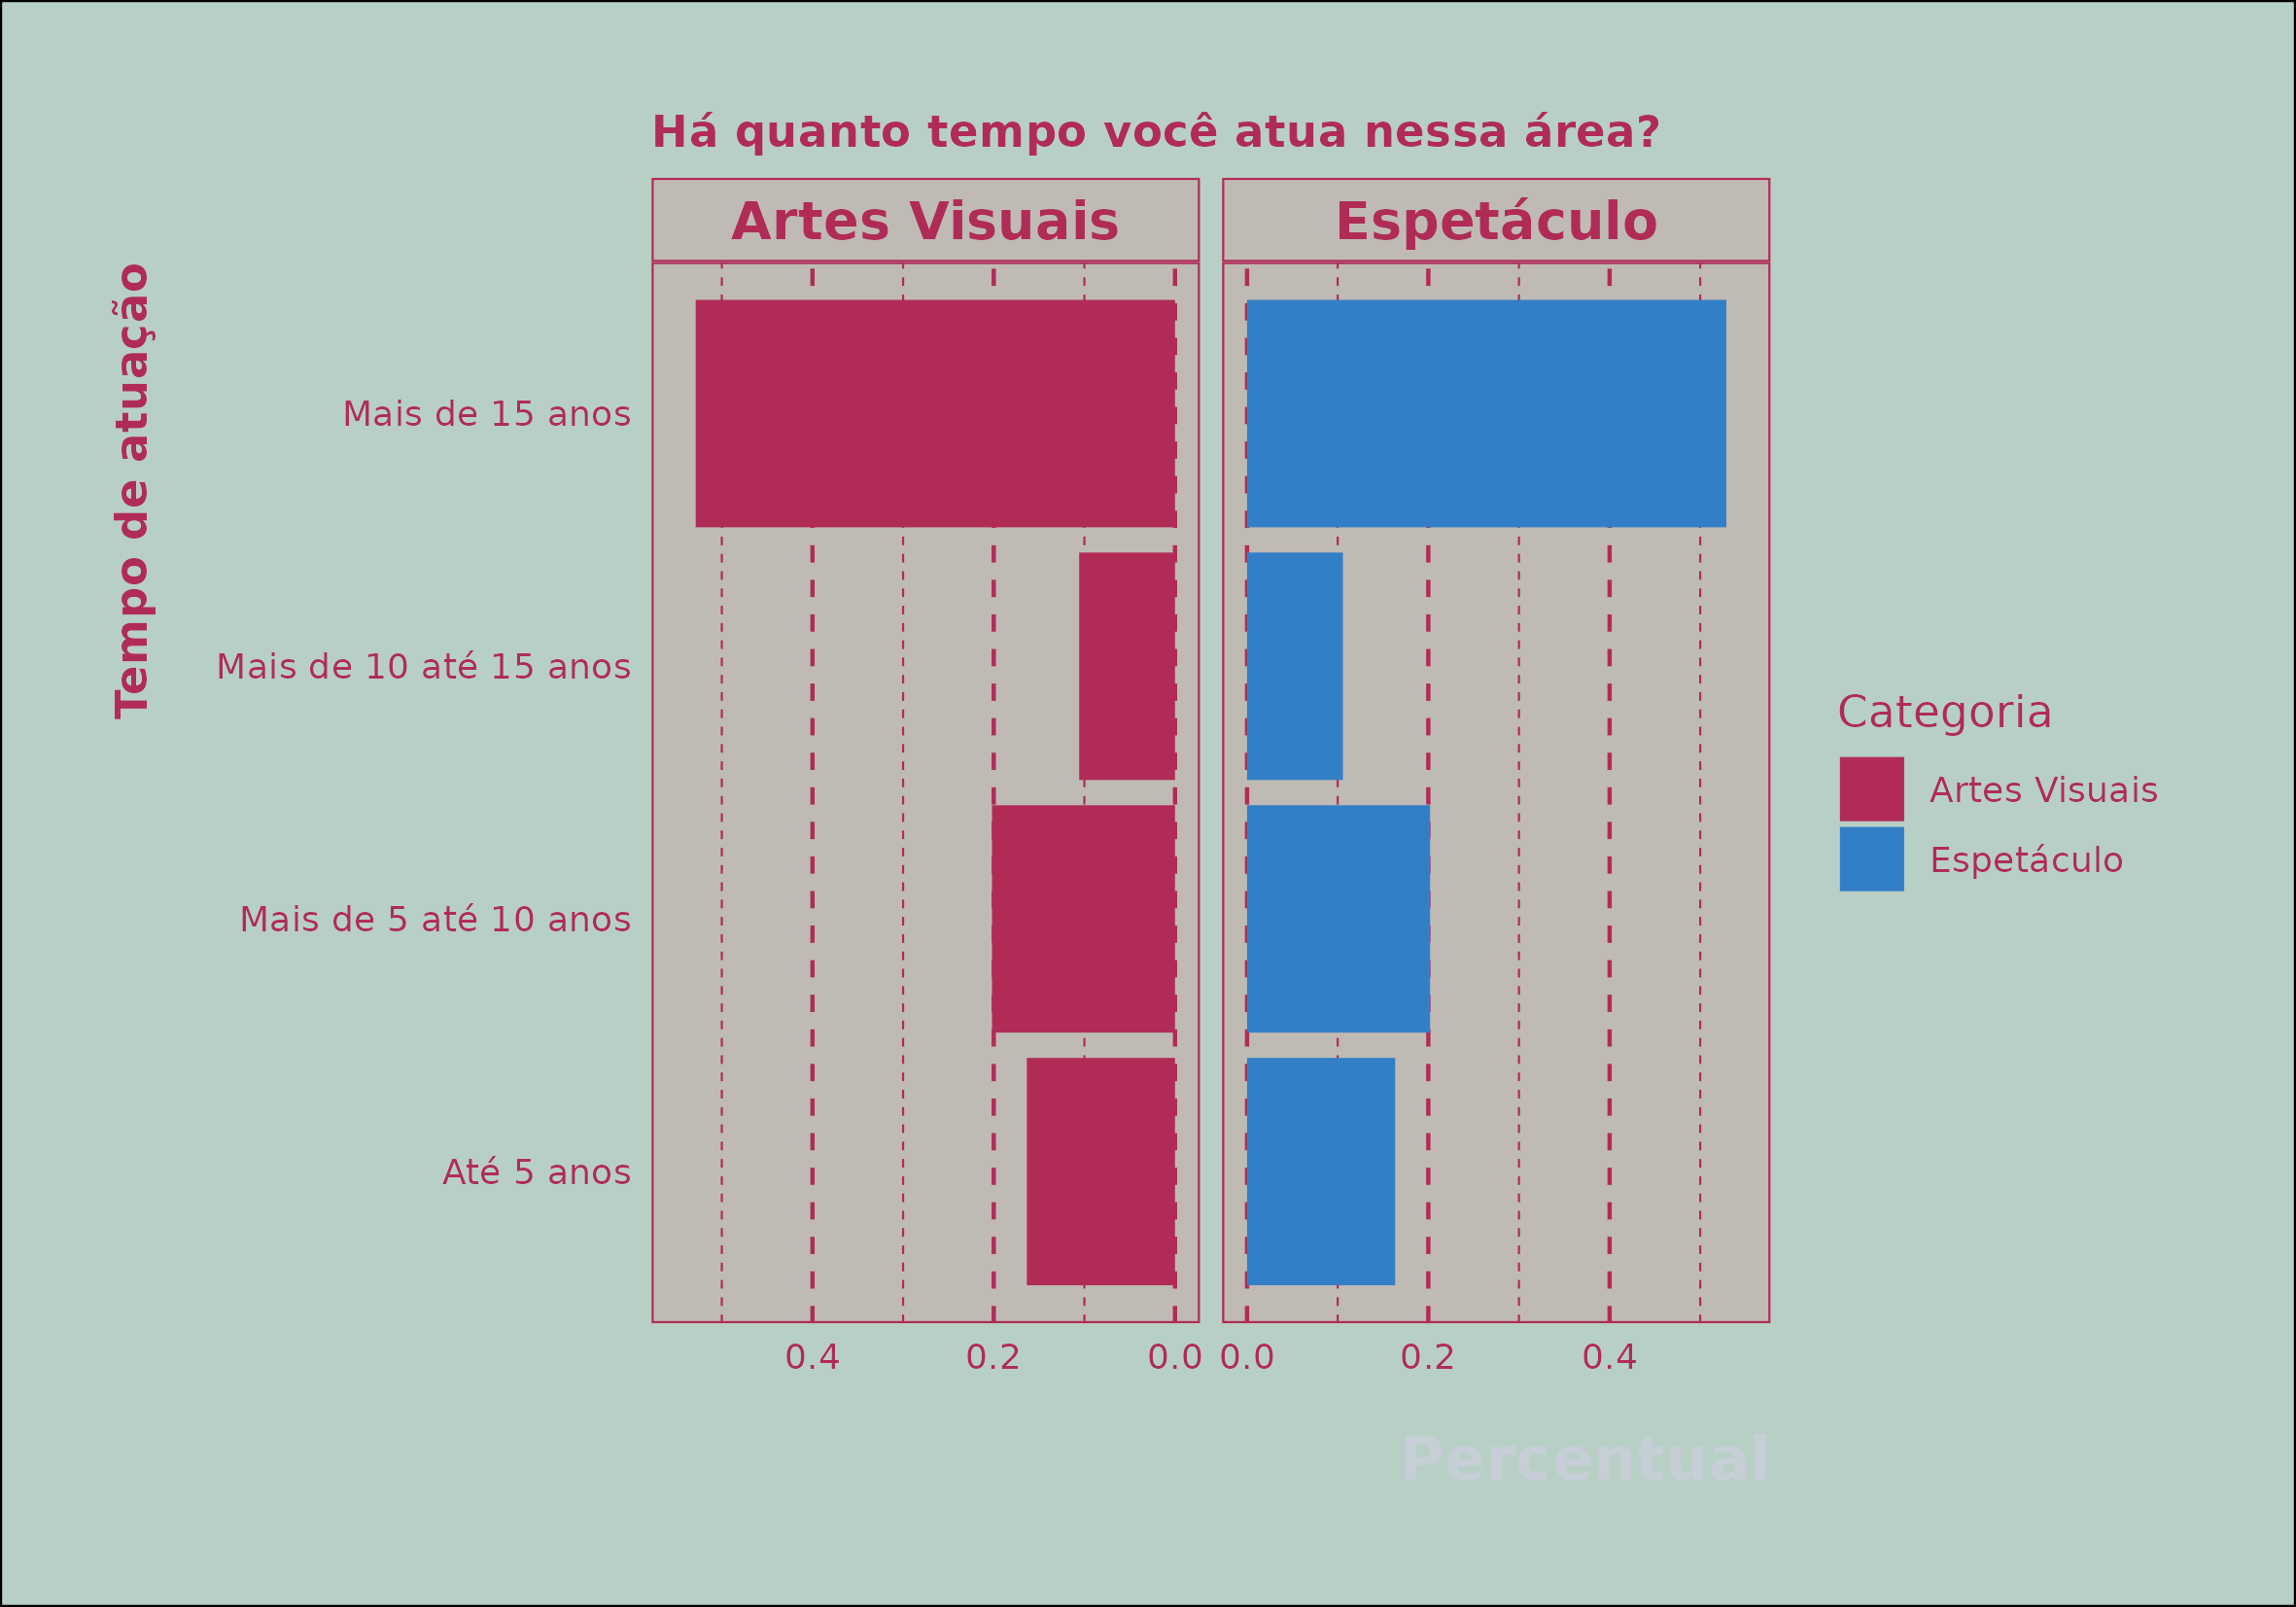 Há quanto tempo você atua nessa área?
Artes Visuais
Espetáculo
Tempo de atuação
Mais de 15 anos
Mais de 10 até 15 anos
Mais de 5 até 10 anos
Até 5 anos
0.4 0.2 0.0 0.0 0.2 0.4
Percentual
Categoria
Artes Visuais
Espetáculo